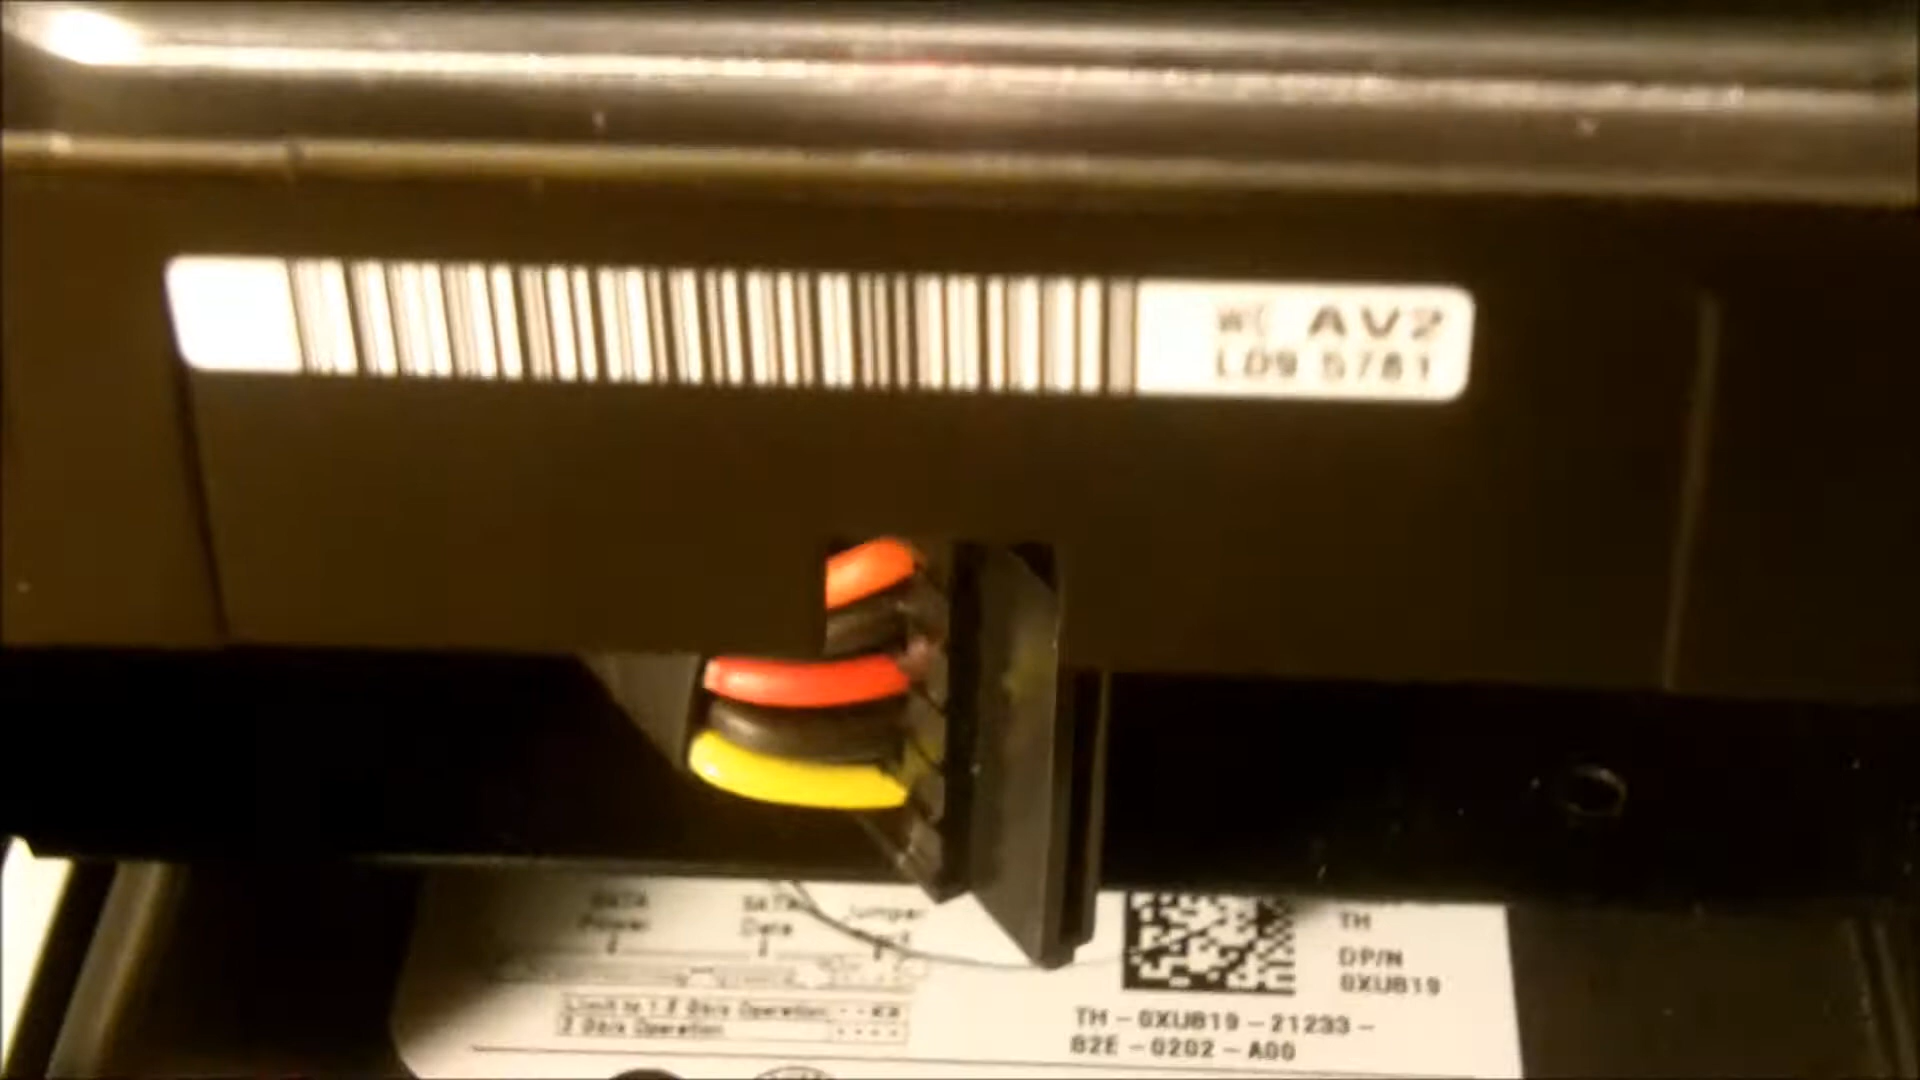 AV2
LD9 5781
SATA SATA Jumper
Power Data
Limit to 1.5 Gb/s Operation
3 Gb/s Operation
TH
DP/N
0XU819
TH-0XU819-21233-
82E-0202-A00